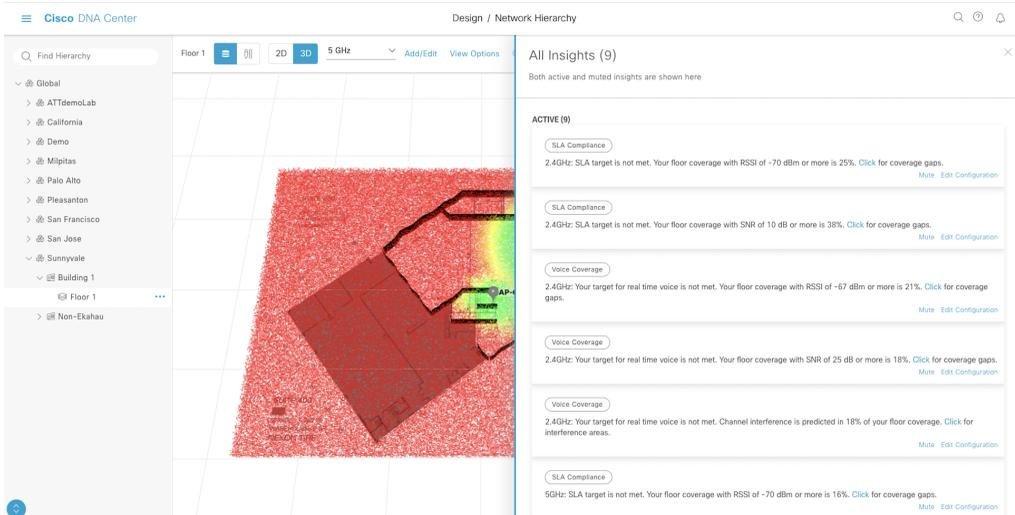 Cisco DNA Center
Design / Network Hierarchy
Find Hierarchy
Global
ATTdemoLab
California
Demo
Milpitas
Palo Alto
Pleasanton
San Francisco
San Jose
Sunnyvale
Building 1
Floor 1
Non-Ekahau
Floor 1
2D
3D
5 GHz
Add/Edit
View Options
All Insights (9)
Both active and muted insights are shown here
ACTIVE (9)
SLA Compliance
2.4GHz: SLA target is not met. Your floor coverage with RSSI of -70 dBm or more is 25%. Click for coverage gaps.
Mute Edit Configuration
SLA Compliance
2.4GHz: SLA target is not met. Your floor coverage with SNR of 10 dB or more is 38%. Click for coverage gaps.
Mute Edit Configuration
Voice Coverage
2.4GHz: Your target for real time voice is not met. Your floor coverage with RSSI of -67 dBm or more is 21%. Click for coverage
gaps.
Mute Edit Configuration
Voice Coverage
2.4GHz: Your target for real time voice is not met. Your floor coverage with SNR of 25 dB or more is 18%. Click for coverage gaps.
Mute Edit Configuration
Voice Coverage
2.4GHz: Your target for real time voice is not met. Channel interference is predicted in 18% of your floor coverage. Click for
interference areas.
Mute Edit Configuration
SLA Compliance
5GHz: SLA target is not met. Your floor coverage with RSSI of -70 dBm or more is 16%. Click for coverage gaps.
Mute Edit Configuration